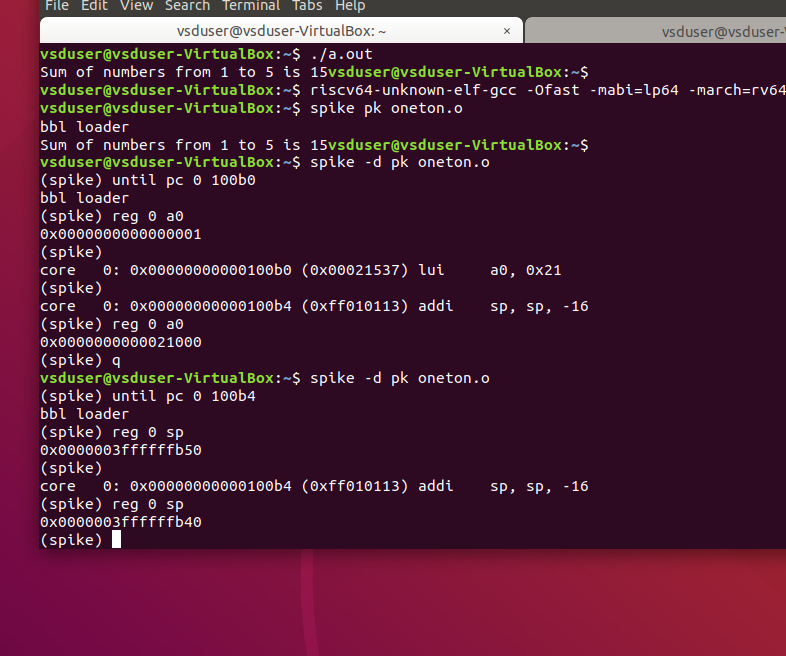 File Edit View Search Terminal Tabs Help
vsduser@vsduser-VirtualBox: ~ × vsduser@vsduser-V
vsduser@vsduser-VirtualBox:~$ ./a.out
Sum of numbers from 1 to 5 is 15vsduser@vsduser-VirtualBox:~$
vsduser@vsduser-VirtualBox:~$ riscv64-unknown-elf-gcc -Ofast -mabi=lp64 -march=rv64
vsduser@vsduser-VirtualBox:~$ spike pk oneton.o
bbl loader
Sum of numbers from 1 to 5 is 15vsduser@vsduser-VirtualBox:~$
vsduser@vsduser-VirtualBox:~$ spike -d pk oneton.o
(spike) until pc 0 100b0
bbl loader
(spike) reg 0 a0
0x0000000000000001
(spike)
core   0: 0x00000000000100b0 (0x00021537) lui     a0, 0x21
(spike)
core   0: 0x00000000000100b4 (0xff010113) addi    sp, sp, -16
(spike) reg 0 a0
0x0000000000021000
(spike) q
vsduser@vsduser-VirtualBox:~$ spike -d pk oneton.o
(spike) until pc 0 100b4
bbl loader
(spike) reg 0 sp
0x0000003ffffffb50
(spike)
core   0: 0x00000000000100b4 (0xff010113) addi    sp, sp, -16
(spike) reg 0 sp
0x0000003ffffffb40
(spike)